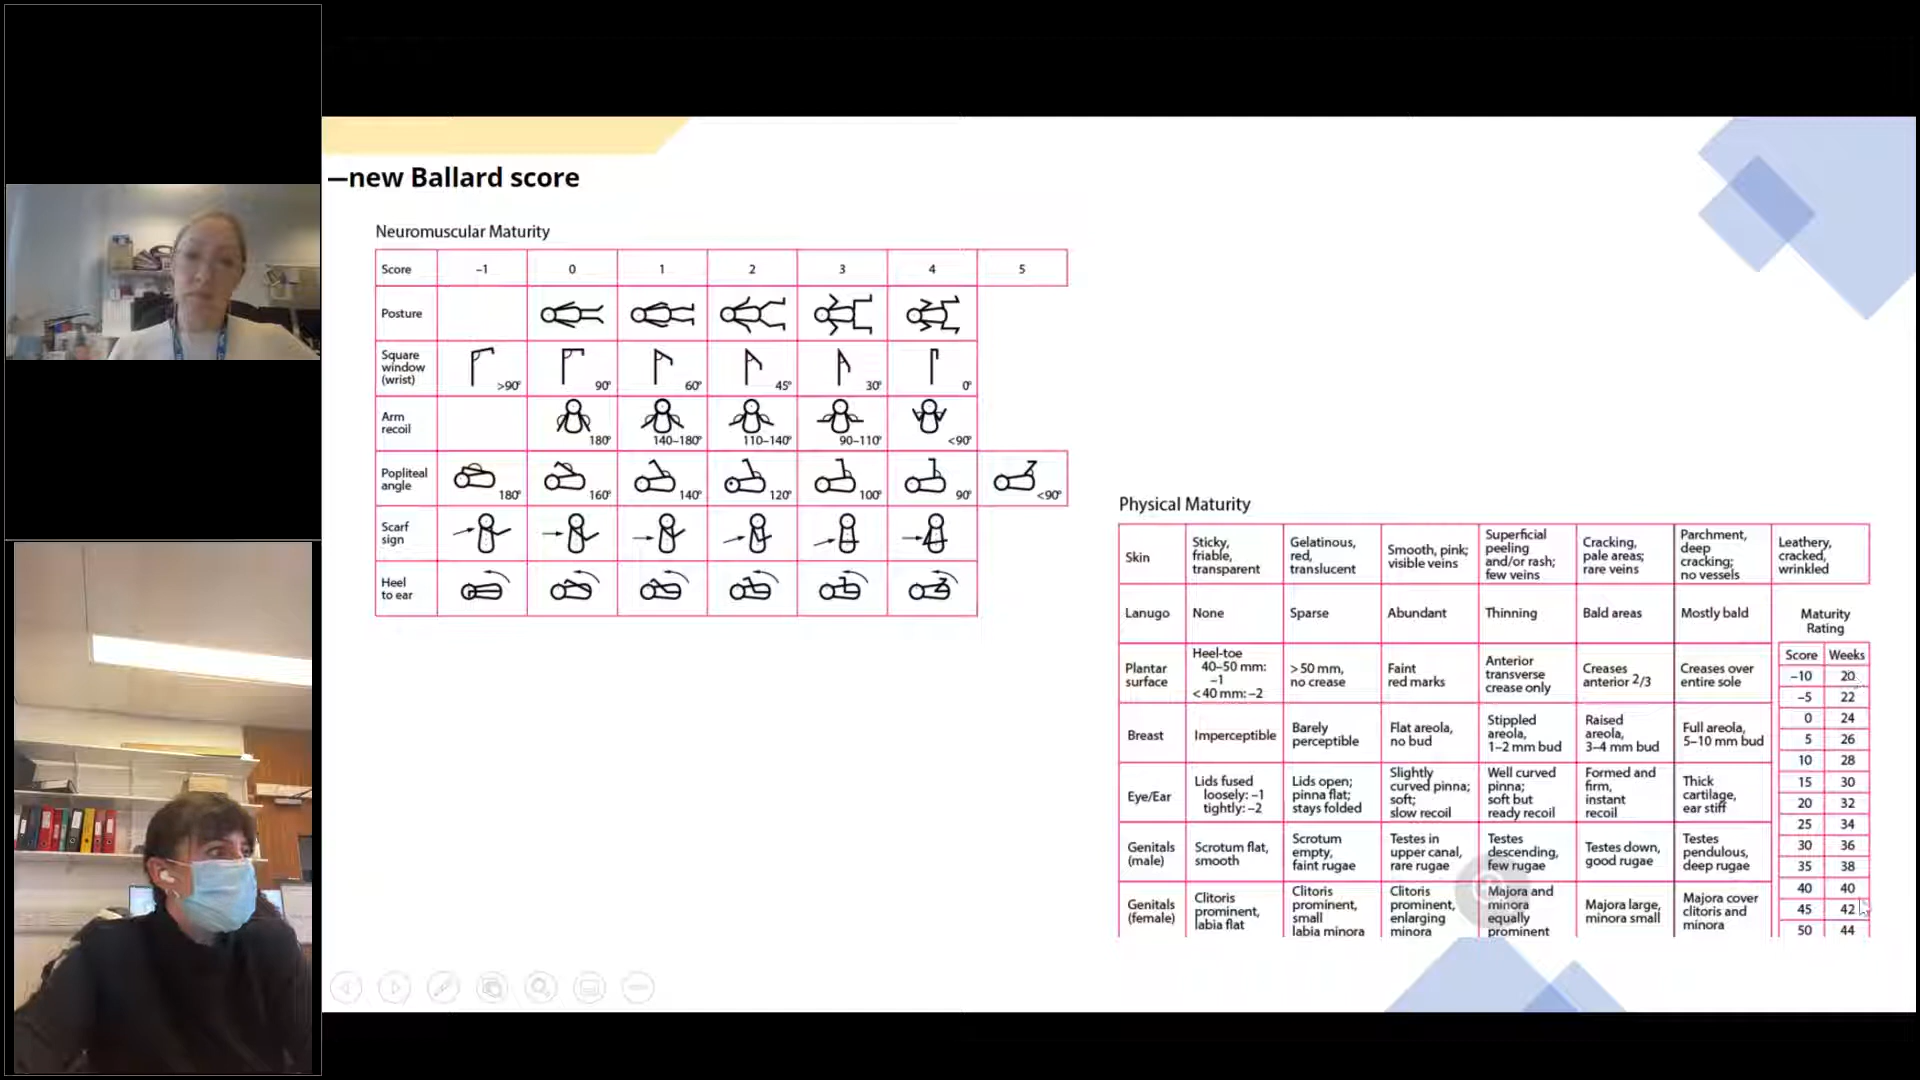 —new Ballard score
Neuromuscular Maturity
Score –1 0 1 2 3 4 5
Posture
Square
window
(wrist)
>90° 90° 60° 45° 30° 0°
Arm
recoil
180° 140–180° 110–140° 90–110° <90°
Popliteal
angle
180° 160° 140° 120° 100° 90° <90°
Scarf
sign
Heel
to ear
Physical Maturity
Skin
Sticky,
friable,
transparent
Gelatinous,
red,
translucent
Smooth, pink;
visible veins
Superficial
peeling
and/or rash;
few veins
Cracking,
pale areas;
rare veins
Parchment,
deep
cracking;
no vessels
Leathery,
cracked,
wrinkled
Lanugo
None
Sparse
Abundant
Thinning
Bald areas
Mostly bald
Plantar
surface
Heel-toe
40–50 mm:
–1
<40 mm: –2
>50 mm,
no crease
Faint
red marks
Anterior
transverse
crease only
Creases
anterior 2/3
Creases over
entire sole
Breast
Imperceptible
Barely
perceptible
Flat areola,
no bud
Stippled
areola,
1–2 mm bud
Raised
areola,
3–4 mm bud
Full areola,
5–10 mm bud
Eye/Ear
Lids fused
loosely: –1
tightly: –2
Lids open;
pinna flat;
stays folded
Slightly
curved pinna;
soft;
slow recoil
Well curved
pinna;
soft but
ready recoil
Formed and
firm,
instant
recoil
Thick
cartilage,
ear stiff
Genitals
(male)
Scrotum flat,
smooth
Scrotum
empty,
faint rugae
Testes in
upper canal,
rare rugae
Testes
descending,
few rugae
Testes down,
good rugae
Testes
pendulous,
deep rugae
Genitals
(female)
Clitoris
prominent,
labia flat
Clitoris
prominent,
small
labia minora
Clitoris
prominent,
enlarging
minora
Majora and
minora
equally
prominent
Majora large,
minora small
Majora cover
clitoris and
minora
Maturity
Rating
Score Weeks
–10 20
–5 22
0 24
5 26
10 28
15 30
20 32
25 34
30 36
35 38
40 40
45 42
50 44